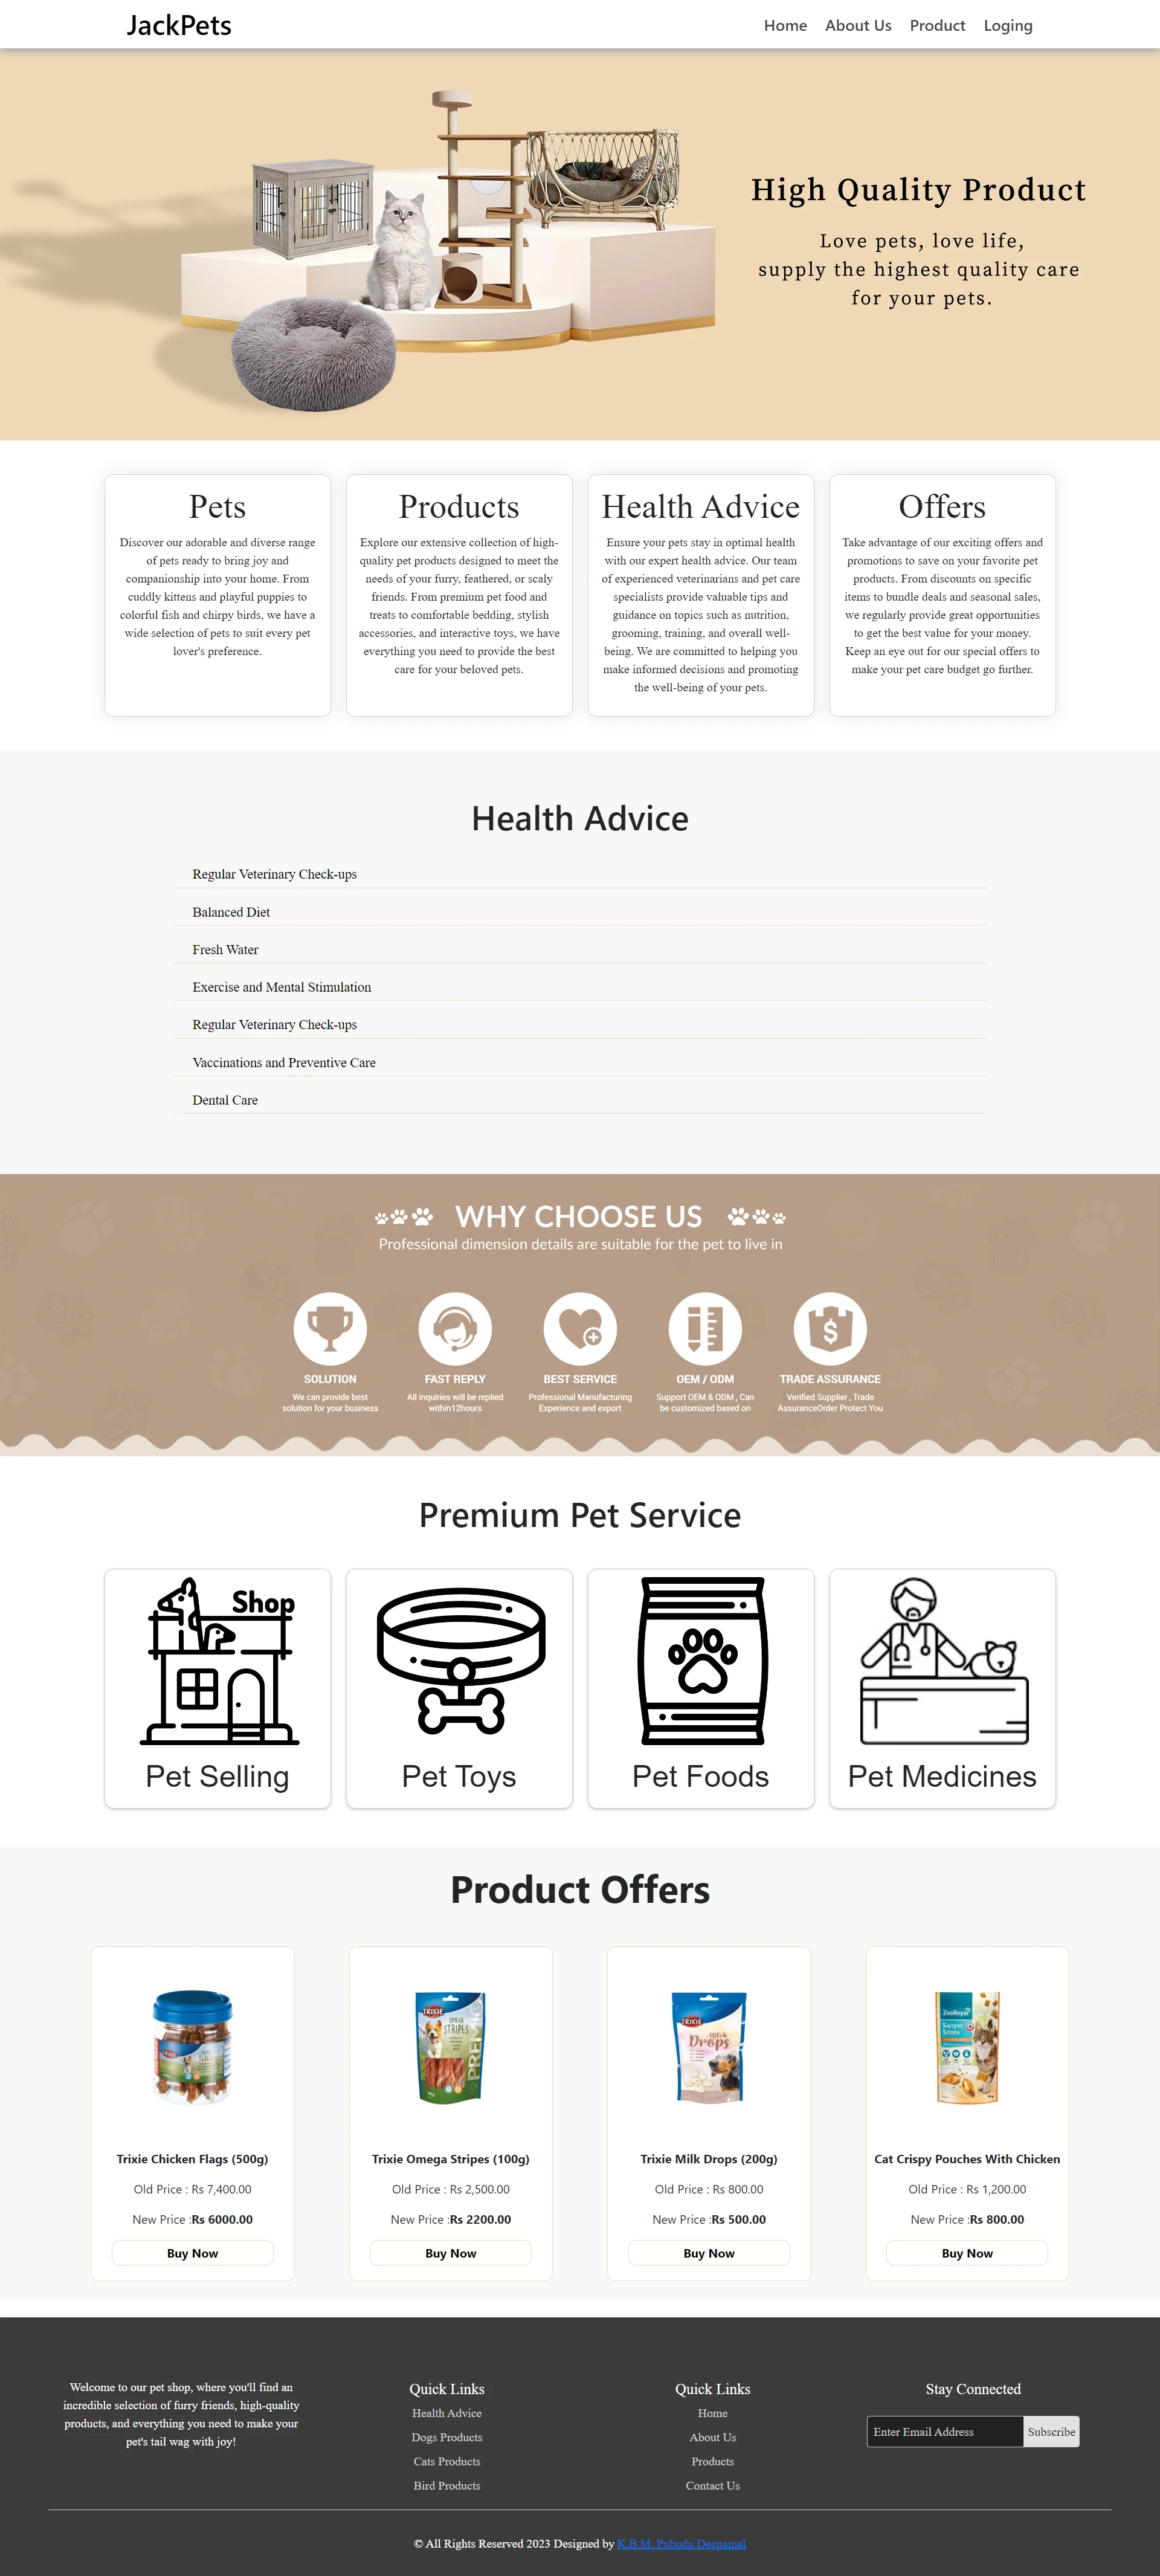 JackPets
Home About Us Product Loging
High Quality Product
Love pets, love life,
supply the highest quality care
for your pets.
Pets
Discover our adorable and diverse range
of pets ready to bring joy and
companionship into your home. From
cuddly kittens and playful puppies to
colorful fish and chirpy birds, we have a
wide selection of pets to suit every pet
lover's preference.
Products
Explore our extensive collection of high-
quality pet products designed to meet the
needs of your furry, feathered, or scaly
friends. From premium pet food and
treats to comfortable bedding, stylish
accessories, and interactive toys, we have
everything you need to provide the best
care for your beloved pets.
Health Advice
Ensure your pets stay in optimal health
with our expert health advice. Our team
of experienced veterinarians and pet care
specialists provide valuable tips and
guidance on topics such as nutrition,
grooming, training, and overall well-
being. We are committed to helping you
make informed decisions and promoting
the well-being of your pets.
Offers
Take advantage of our exciting offers and
promotions to save on your favorite pet
products. From discounts on specific
items to bundle deals and seasonal sales,
we regularly provide great opportunities
to get the best value for your money.
Keep an eye out for our special offers to
make your pet care budget go further.
Health Advice
Regular Veterinary Check-ups
Balanced Diet
Fresh Water
Exercise and Mental Stimulation
Regular Veterinary Check-ups
Vaccinations and Preventive Care
Dental Care
WHY CHOOSE US
Professional dimension details are suitable for the pet to live in
SOLUTION
We can provide best
solution for your business
FAST REPLY
All inquiries will be replied
within12hours
BEST SERVICE
Professional Manufacturing
Experience and export
OEM / ODM
Support OEM & ODM , Can
be customized based on
$
TRADE ASSURANCE
Verified Supplier , Trade
AssuranceOrder Protect You
Premium Pet Service
Shop
Pet Selling
Pet Toys
Pet Foods
Pet Medicines
Product Offers
TRIXIE
Trixie Chicken Flags (500g)
Old Price : Rs 7,400.00
New Price :Rs 6000.00
Buy Now
TRIXIE
OMEGA
STRIPES
Trixie Omega Stripes (100g)
Old Price : Rs 2,500.00
New Price :Rs 2200.00
Buy Now
TRIXIE
Milch
Drops
Trixie Milk Drops (200g)
Old Price : Rs 800.00
New Price :Rs 500.00
Buy Now
ZooRoyal
Cat Crispy Pouches With Chicken
Old Price : Rs 1,200.00
New Price :Rs 800.00
Buy Now
Welcome to our pet shop, where you'll find an
incredible selection of furry friends, high-quality
products, and everything you need to make your
pet's tail wag with joy!
Quick Links
Health Advice
Dogs Products
Cats Products
Bird Products
Quick Links
Home
About Us
Products
Contact Us
Stay Connected
Enter Email Address Subscribe
© All Rights Reserved 2023 Designed by K.B.M. Pubudu Deepamal